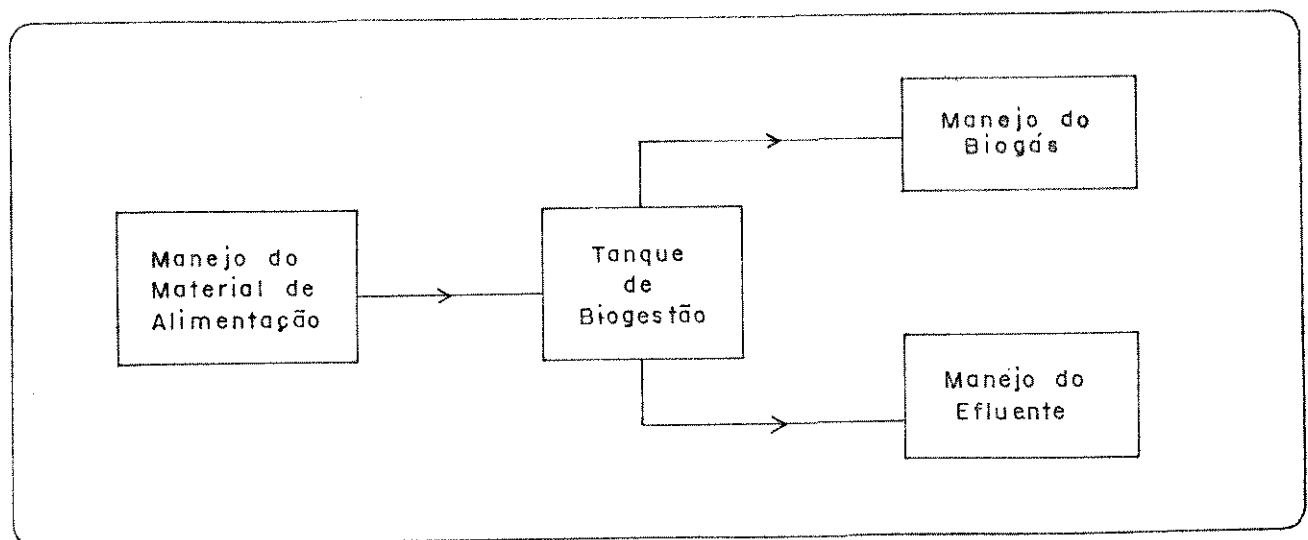 Manejo do
Biogás
Manejo do
Material de
Alimentação
Tanque
de
Biogestão
Manejo do
Efluente